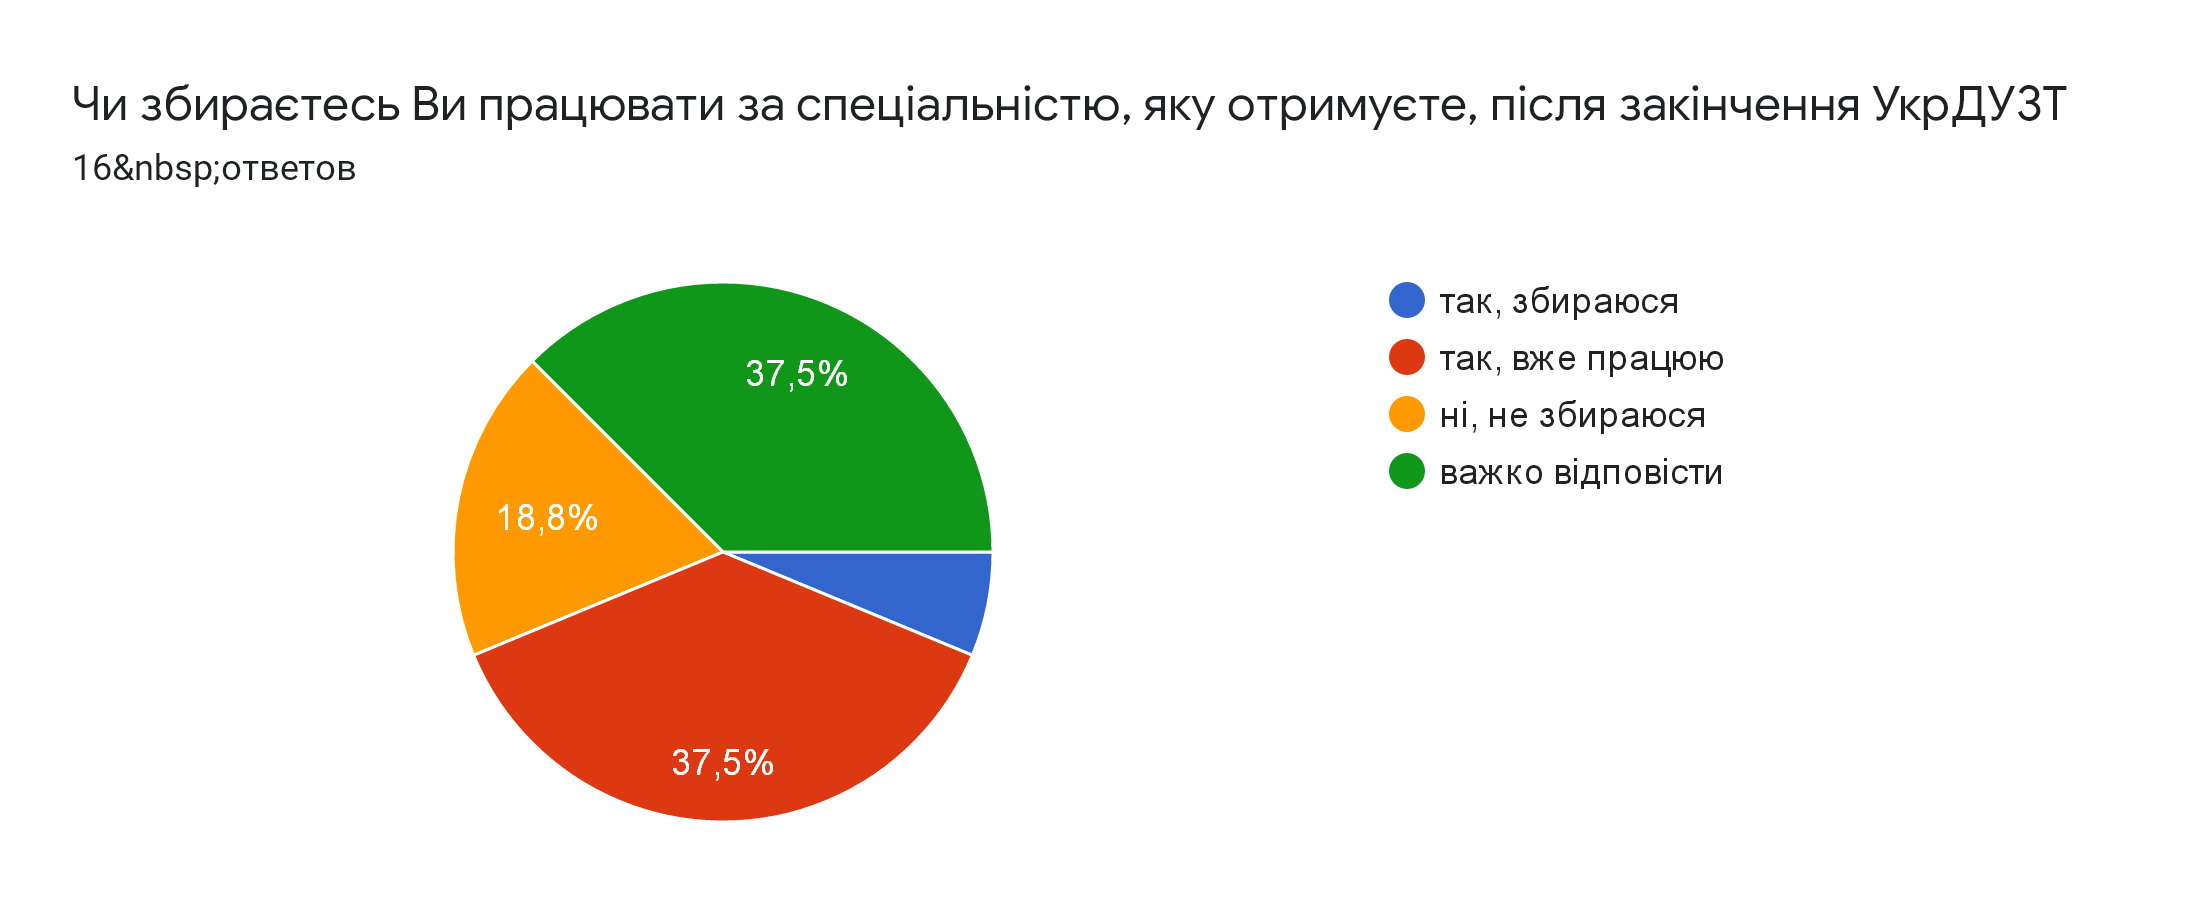 Чи збираєтесь Ви працювати за спеціальністю, яку отримуєте, після закінчення УкрДУЗТ
16&nbsp;ответов
37,5%
18,8%
37,5%
так, збираюся
так, вже працюю
ні, не збираюся
важко відповісти